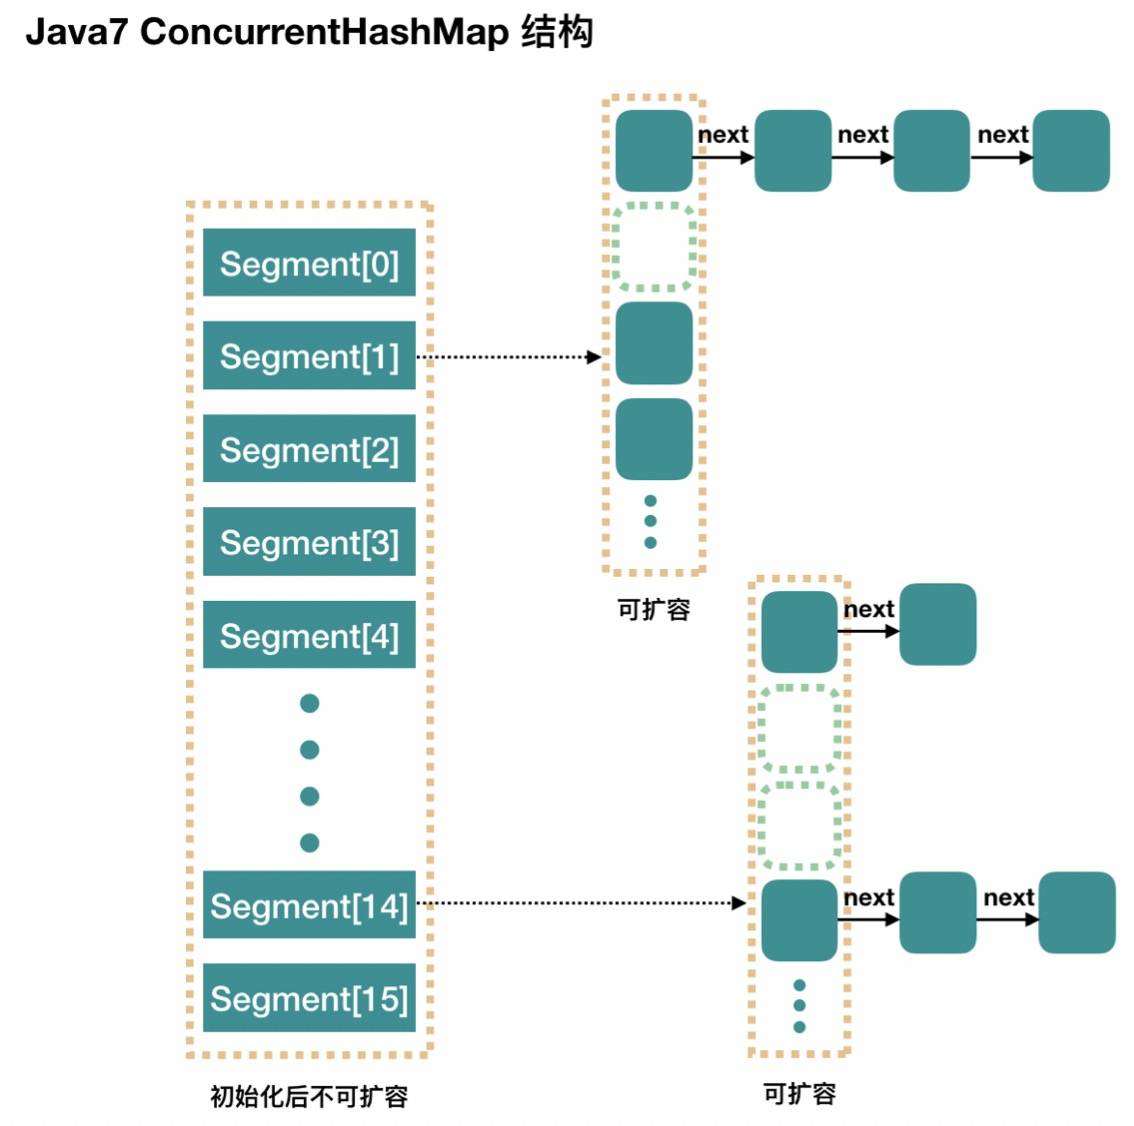 Java7 ConcurrentHashMap 结构
next next next
Segment[0]
Segment[1]
Segment[2]
Segment[3]
可扩容
next
Segment[4]
Segment[14]
next next
Segment[15]
初始化后不可扩容
可扩容